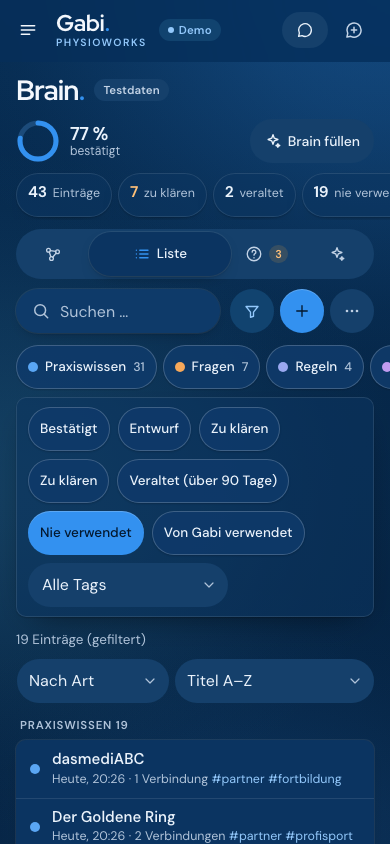 Gabi.
PHYSIOWORKS
Demo
Brain.
Testdaten
77 %
bestätigt
Brain füllen
43 Einträge
7 zu klären
2 veraltet
19 nie verwe
Liste
3
Suchen ...
Praxiswissen 31
Fragen 7
Regeln 4
Bestätigt
Entwurf
Zu klären
Zu klären
Veraltet (über 90 Tage)
Nie verwendet
Von Gabi verwendet
Alle Tags
19 Einträge (gefiltert)
Nach Art
Titel A–Z
PRAXISWISSEN 19
dasmediABC
Heute, 20:26 · 1 Verbindung #partner #fortbildung
Der Goldene Ring
Heute, 20:26 · 2 Verbindungen #partner #profisport